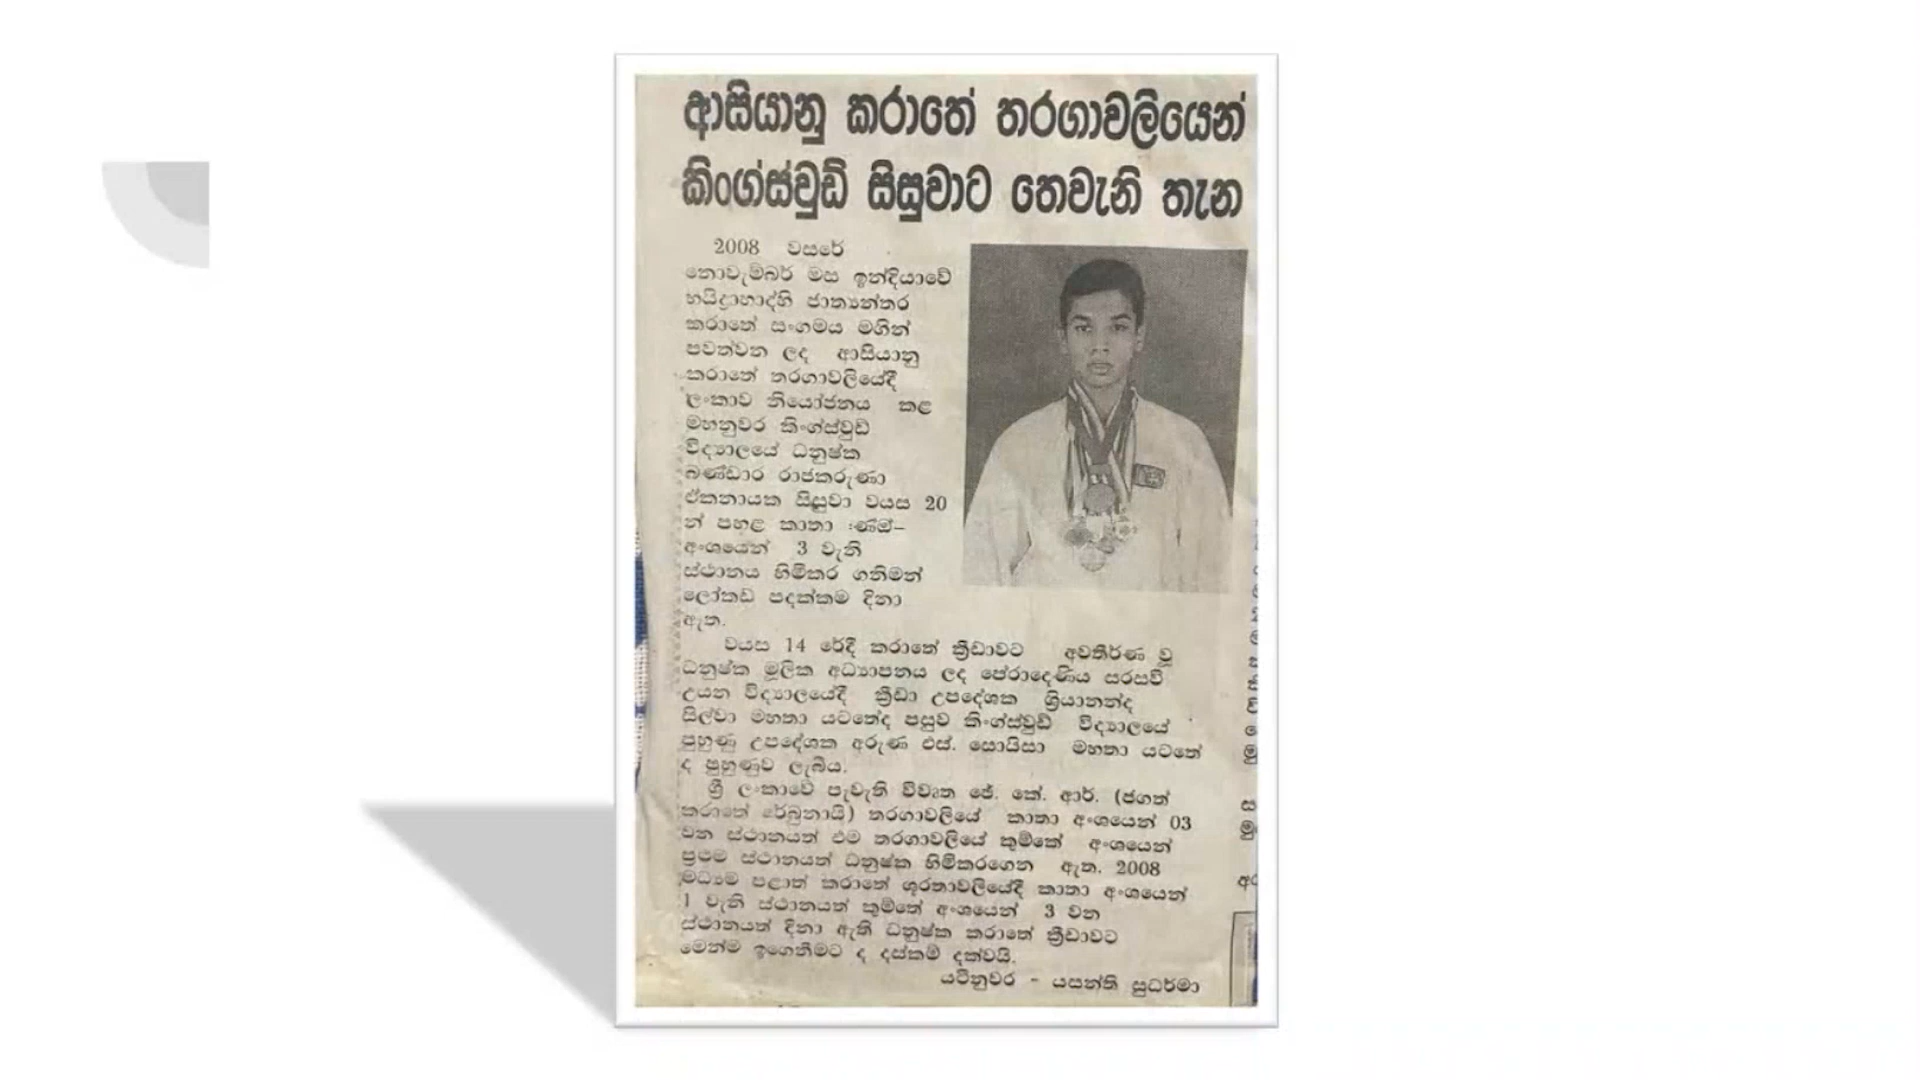 ආසියානු කරාතේ තරගාවලියෙන්
කිංග්ස්වුඩ් සිසුවාට තෙවැනි තැන
2008 වසරේ
නොවැම්බර් මස ඉන්දියාවේ
හයිද්‍රාබාද්හි ජාත්‍යන්තර
කරාතේ සංගමය මගින්
පවත්වන ලද ආසියානු
කරාතේ තරගාවලියේදී
ලංකාව නියෝජනය කළ
මහනුවර කිංග්ස්වුඩ්
විද්‍යාලයේ ධනුෂ්ක
බණ්ඩාර රාජකරුණා
ඒකනායක සිසුවා වයස 20
න් පහළ කාතා
අංශයෙන් 3 වැනි
ස්ථානය හිමිකර ගනිමන්
ලෝකඩ පදක්කම දිනා
ඇත.
වයස 14 රේදී කරාතේ ක්‍රීඩාවට අවතීර්ණ වූ
ධනුෂ්ක මූලික අධ්‍යාපනය ලද පේරාදෙණිය සරසවි
උයන විද්‍යාලයේදී ක්‍රීඩා උපදේශක ශ්‍රියානන්ද
සිල්වා මහතා යටතේද පසුව කිංග්ස්වුඩ් විද්‍යාලයේ
පුහුණු උපදේශක අරුණ එස්. සොයිසා මහතා යටතේ
ද පුහුණුව ලැබීය.
ශ්‍රී ලංකාවේ පැවැති විවෘත ජේ. කේ. ආර්. (ජගත්
කරාතේ රේබුනායි) තරගාවලියේ කාතා අංශයෙන් 03
වන ස්ථානයත් එම තරගාවලියේ කුම්තේ අංශයෙන්
ප්‍රථම ස්ථානයත් ධනුෂ්ක හිමිකරගෙන ඇත. 2008
මධ්‍යම පළාත් කරාතේ ශූරතාවලියේදී කාතා අංශයෙන්
1 වැනි ස්ථානයත් කුම්තේ අංශයෙන් 3 වන
ස්ථානයත් දිනා ඇති ධනුෂ්ක කරාතේ ක්‍රීඩාවට
මෙන්ම ඉගෙනීමට ද දස්කම් දක්වයි.
යටිනුවර - යසන්ති සුධර්මා